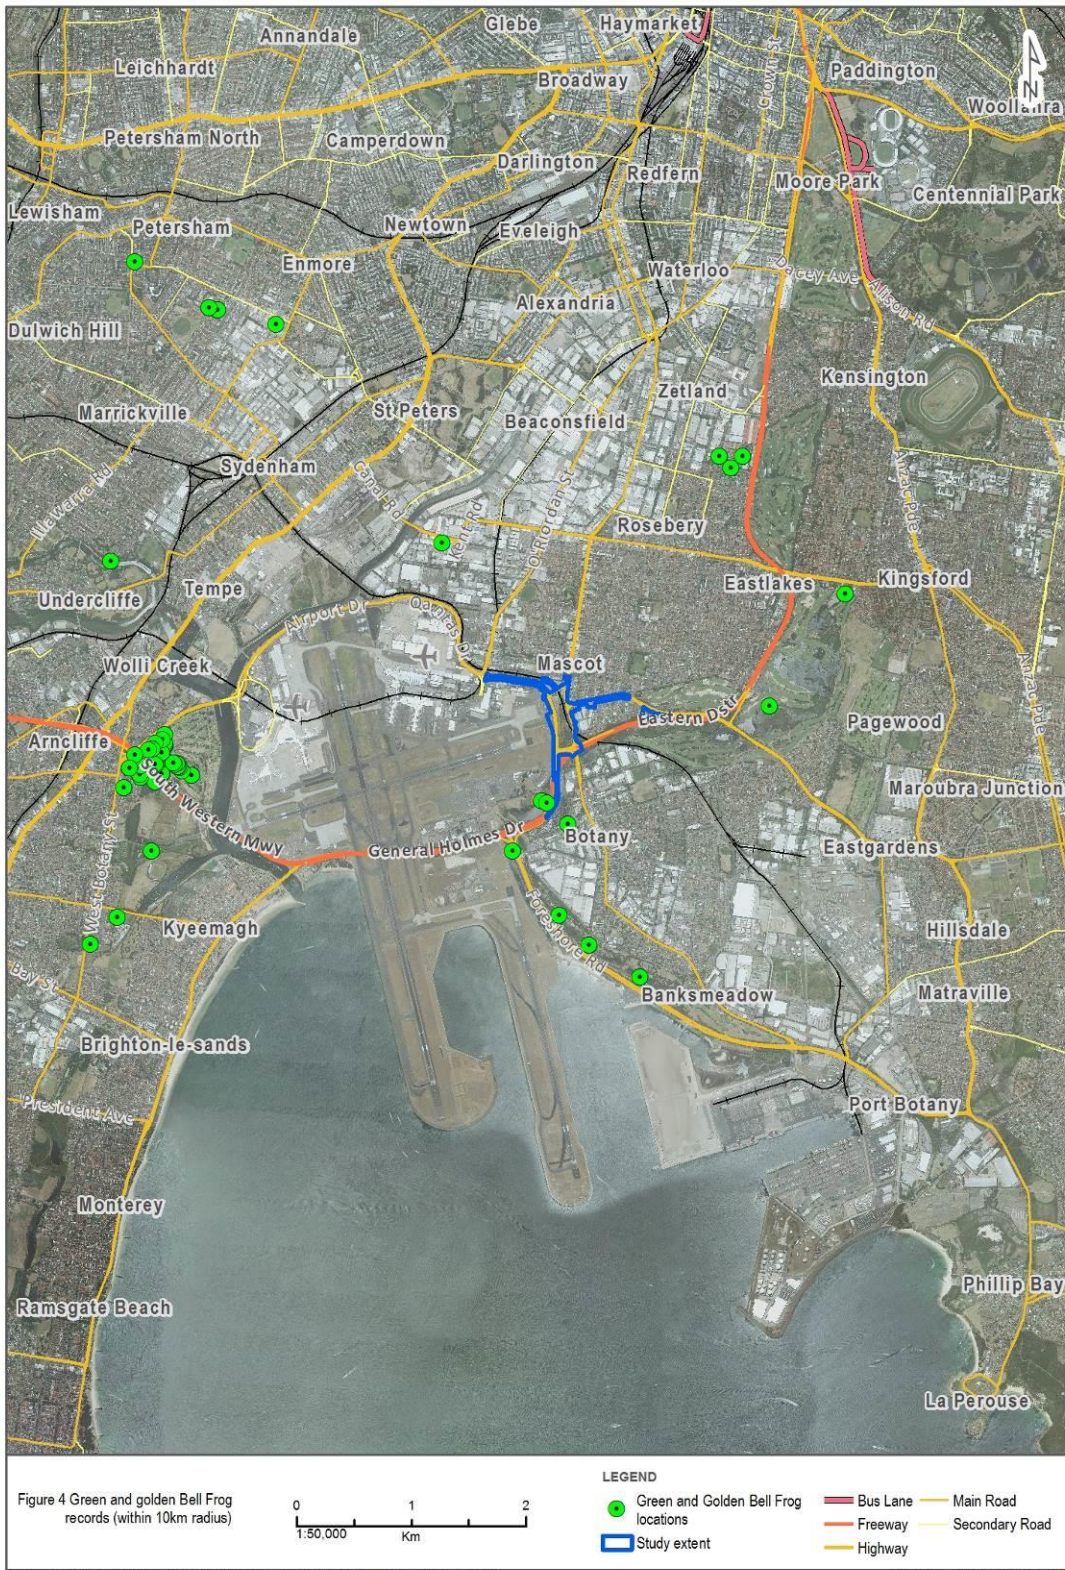 Glebe
Haymarket
Annandale
Crown St
Leichhardt
Paddington
Broadway
Woollahra
Petersham North
Camperdown
Darlington
Redfern
Moore Park
Centennial Park
Lewisham
Petersham
Newtown
Eveleigh
Enmore
Waterloo
Dacey Ave
Alison Rd
Alexandria
Dulwich Hill
Kensington
Zetland
Marrickville
St Peters
Beaconsfield
Sydenham
Illawarra Rd
Canal Rd
Kent Rd
O'Riordan St
Anzac Pde
Rosebery
Tempe
Eastlakes
Kingsford
Undercliffe
Airport Dr
Qantas Dr
Wolli Creek
Mascot
Anzac Pde
Eastern Dstr
Pagewood
Arncliffe
South Western Mwy
Maroubra Junction
West Botany St
General Holmes Dr
Botany
Eastgardens
Kyeemagh
Foreshore Rd
Hillsdale
Bay St
Banksmeadow
Matraville
Brighton-le-sands
President Ave
Port Botany
Monterey
Phillip Bay
Ramsgate Beach
La Perouse
N
Figure 4 Green and golden Bell Frog
records (within 10km radius)
0 1 2
1:50,000
Km
LEGEND
Green and Golden Bell Frog
locations
Study extent
Bus Lane
Freeway
Highway
Main Road
Secondary Road